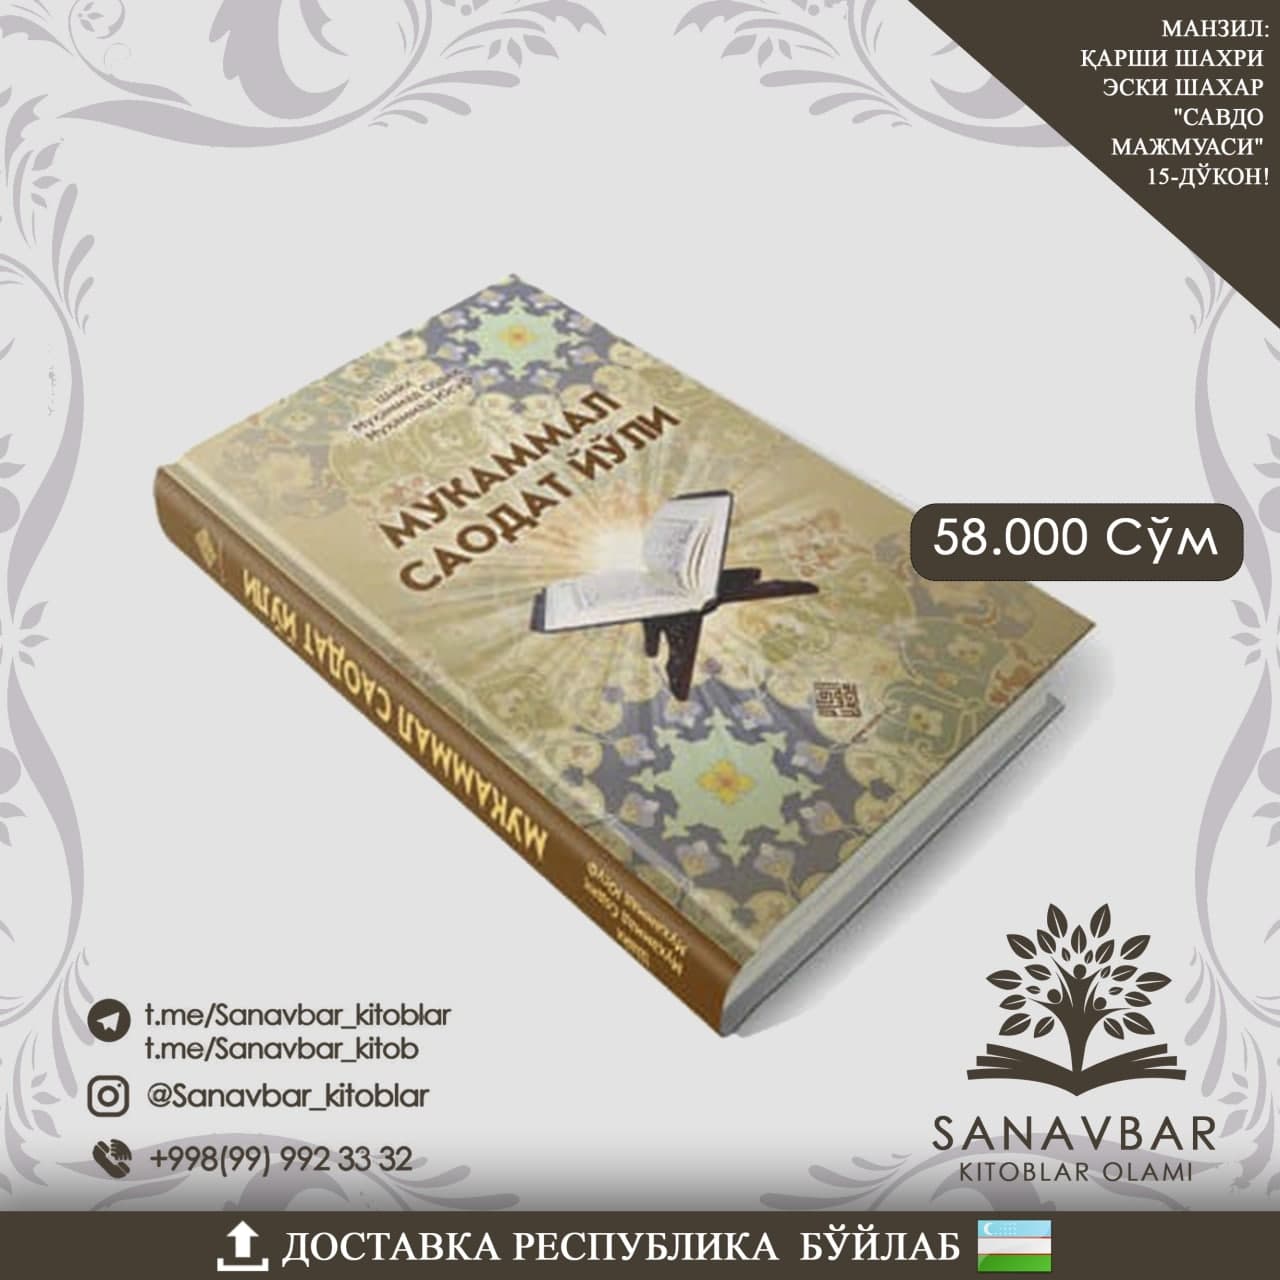 МАНЗИЛ:
ҚАРШИ ШАХРИ
ЭСКИ ШАХАР
"САВДО
МАЖМУАСИ"
15-ДЎКОН!
Шайх
Муҳаммад Содиқ
Муҳаммад Юсуф
МУКАММАЛ
САОДАТ ЙЎЛИ
58.000 Сўм
МУКАММАЛ САОДАТ ЙЎЛИ
Шайх
Муҳаммад Содиқ
Муҳаммад Юсуф
t.me/Sanavbar_kitoblar
t.me/Sanavbar_kitob
@Sanavbar_kitoblar
+998(99) 992 33 32
SANAVBAR
KITOBLAR OLAMI
ДОСТАВКА РЕСПУБЛИКА БЎЙЛАБ